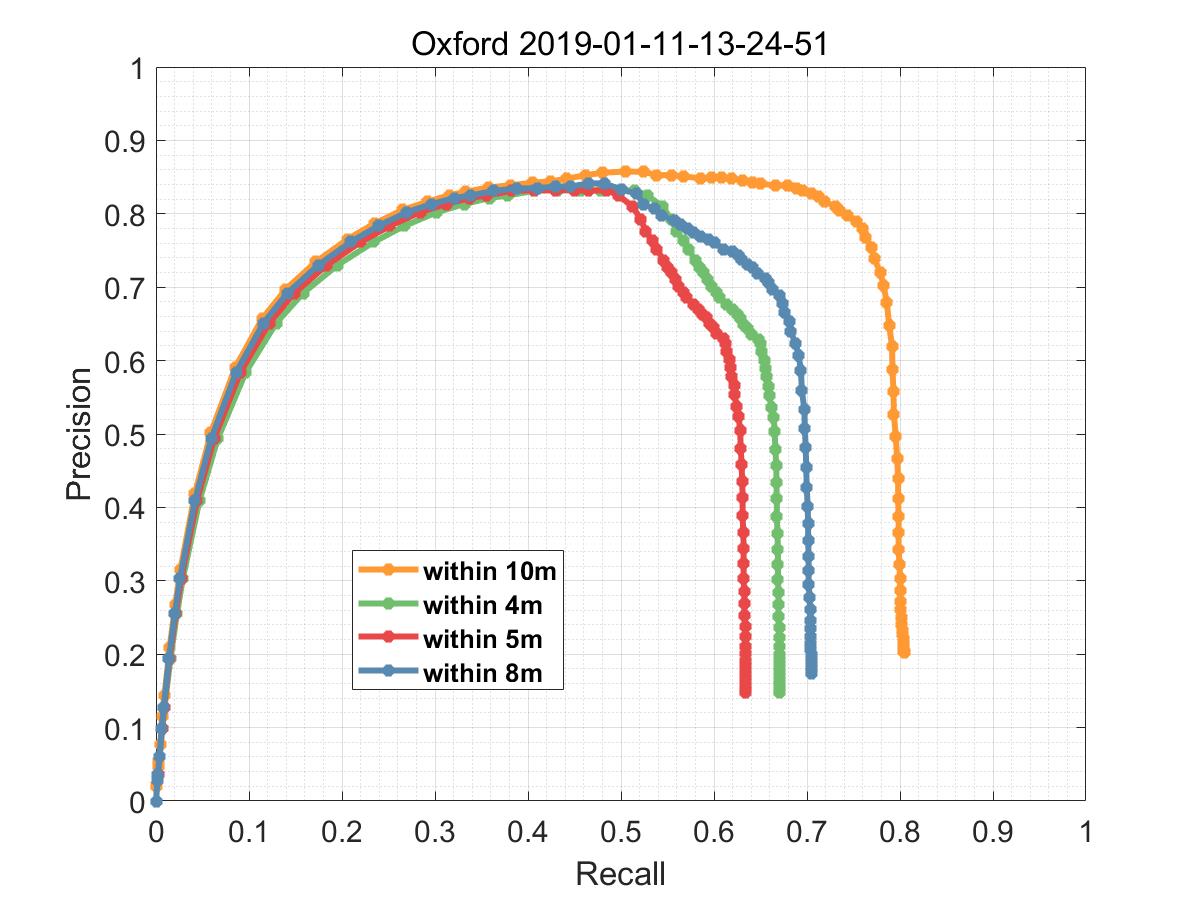 Oxford 2019-01-11-13-24-51
1
0.9
0.8
0.7
0.6
0.5
0.4
0.3
0.2
0.1
0
Precision
within 10m
within 4m
within 5m
within 8m
0 0.1 0.2 0.3 0.4 0.5 0.6 0.7 0.8 0.9 1
Recall